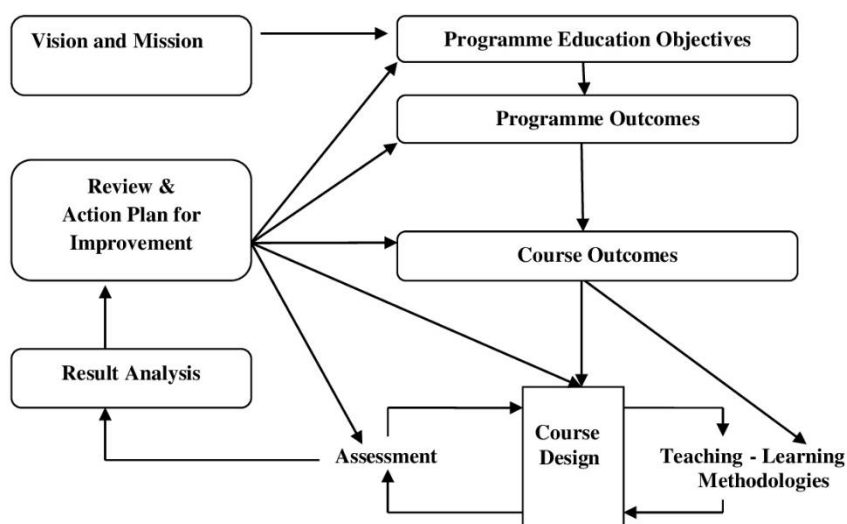 Vision and Mission
Programme Education Objectives
Programme Outcomes
Review &
Action Plan for
Improvement
Course Outcomes
Result Analysis
Assessment
Course
Design
Teaching - Learning
Methodologies